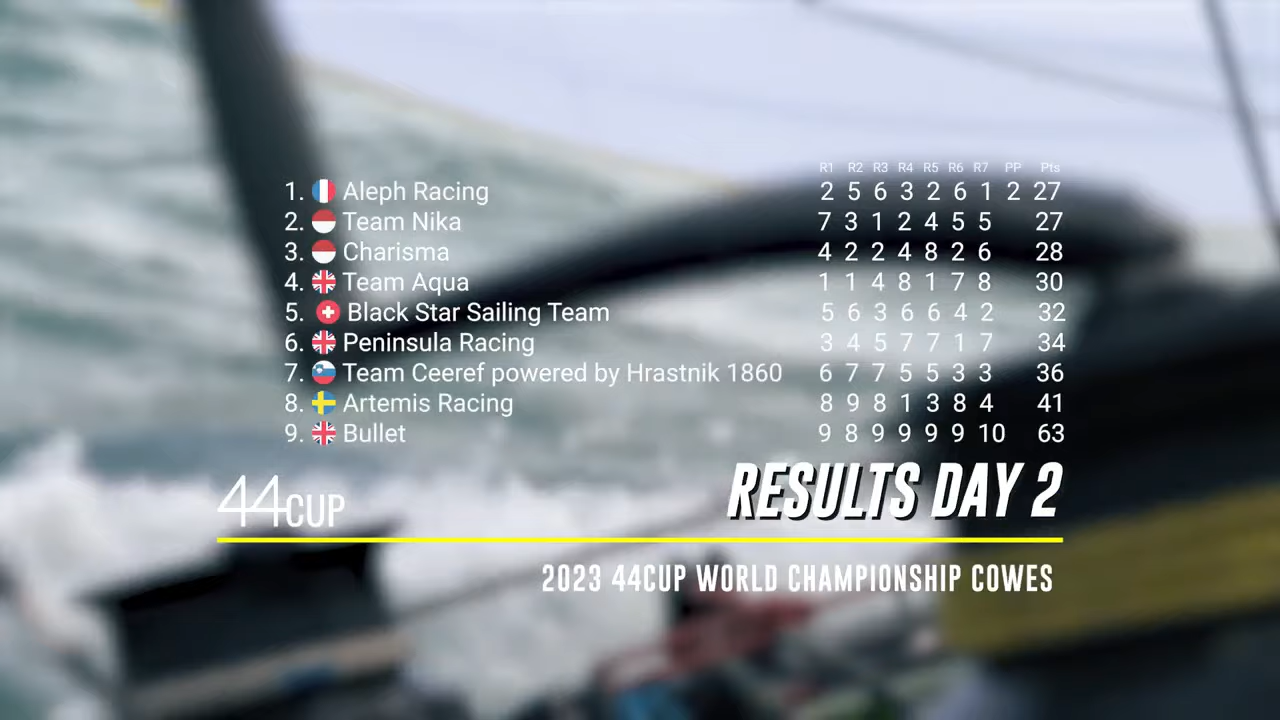 R1 R2 R3 R4 R5 R6 R7 PP Pts
1. Aleph Racing 2 5 6 3 2 6 1 2 27
2. Team Nika 7 3 1 2 4 5 5 27
3. Charisma 4 2 2 4 8 2 6 28
4. Team Aqua 1 1 4 8 1 7 8 30
5. Black Star Sailing Team 5 6 3 6 6 4 2 32
6. Peninsula Racing 3 4 5 7 7 1 7 34
7. Team Ceeref powered by Hrastnik 1860 6 7 7 5 5 3 3 36
8. Artemis Racing 8 9 8 1 3 8 4 41
9. Bullet 9 8 9 9 9 9 10 63
RESULTS DAY 2
44CUP
2023 44CUP WORLD CHAMPIONSHIP COWES